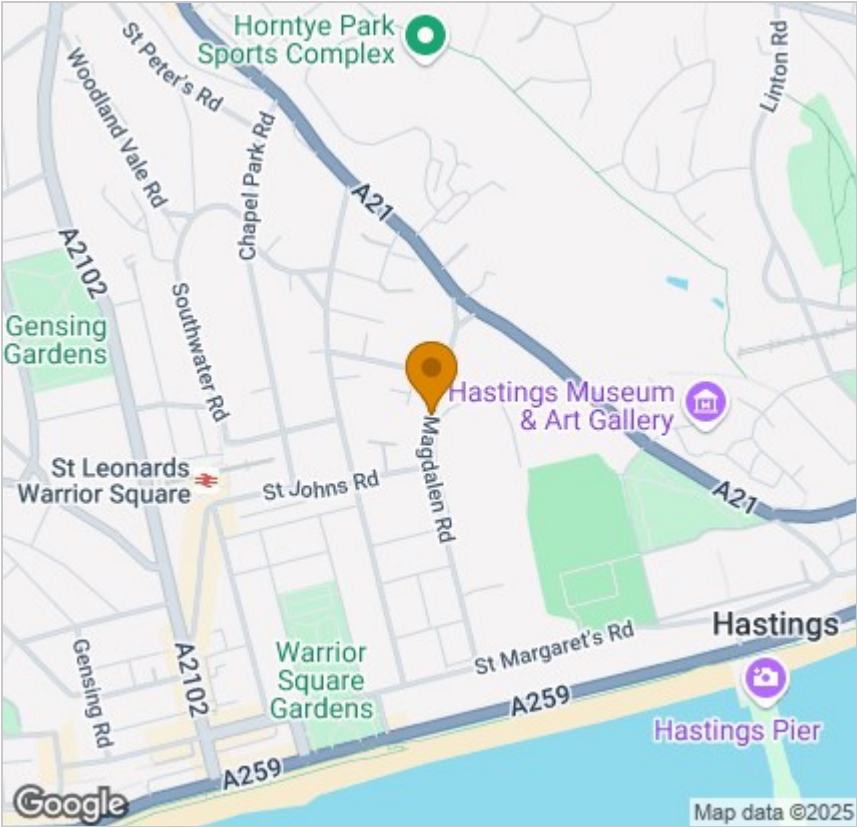 Horntye Park
Sports Complex
St Peter's Rd
Woodland Vale Rd
Chapel Park Rd
Linton Rd
A21
A2102
Gensing
Gardens
Southwater Rd
Hastings Museum
& Art Gallery
Magdalen Rd
St Leonards
Warrior Square
St Johns Rd
A21
Gensing Rd
A2102
Warrior
Square
Gardens
St Margaret's Rd
Hastings
A259
Hastings Pier
A259
Google
Map data ©2025